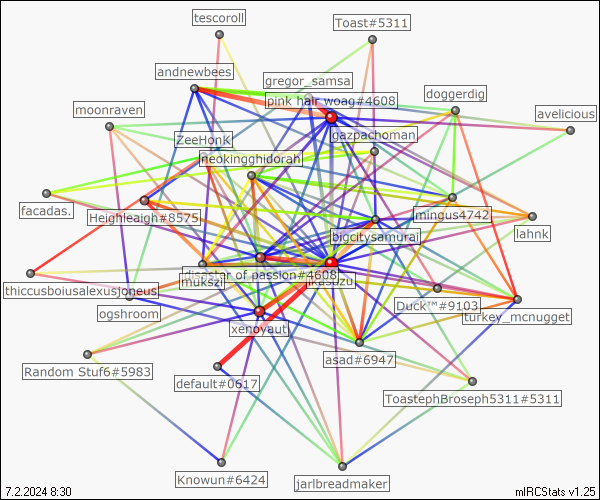 tescoroll
Toast#5311
andnewbees
gregor_samsa
pink hair woag#4608
doggerdig
moonraven
avelicious
gazpachoman
ZeeHonk
neokingghidorah
facadas.
Heighleaigh#8575
mingus4742
lahnk
bigcitysamurai
disaster of passion#4608
mukszil
ikasuzu
thiccusboiusalexusjoneus
Duck™#9103
ogshroom
turkey_mcnugget
xenoyaut
asad#6947
Random Stuf6#5983
default#0617
ToastephBroseph5311#5311
Knowun#6424
jarlbreadmaker
7.2.2024 8:30
mIRCStats v1.25